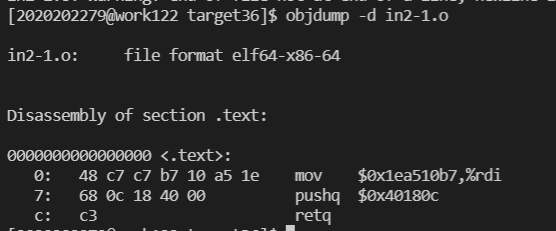 [2020202279@work122 target36]$ objdump -d in2-1.o
in2-1.o:     file format elf64-x86-64
Disassembly of section .text:
0000000000000000 <.text>:
   0:   48 c7 c7 b7 10 a5 1e    mov    $0x1ea510b7,%rdi
   7:   68 0c 18 40 00          pushq  $0x40180c
   c:   c3                      retq